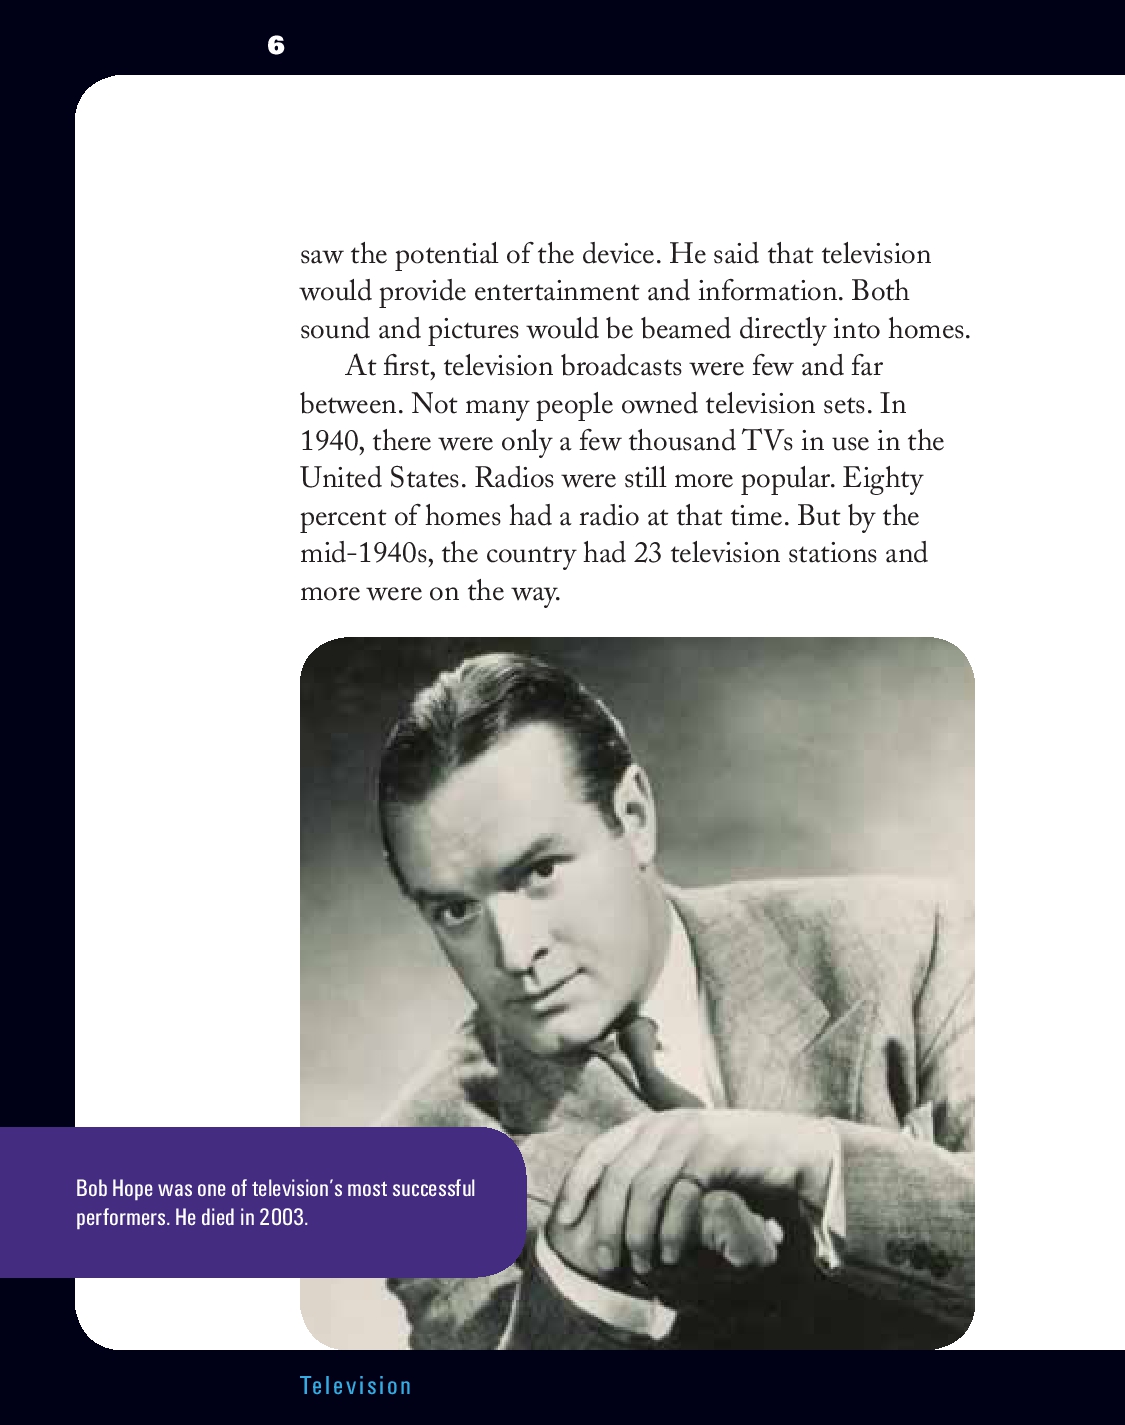 6
saw the potential of the device. He said that television
would provide entertainment and information. Both
sound and pictures would be beamed directly into homes.
At first, television broadcasts were few and far
between. Not many people owned television sets. In
1940, there were only a few thousand TVs in use in the
United States. Radios were still more popular. Eighty
percent of homes had a radio at that time. But by the
mid-1940s, the country had 23 television stations and
more were on the way.
Bob Hope was one of television's most successful
performers. He died in 2003.
Television